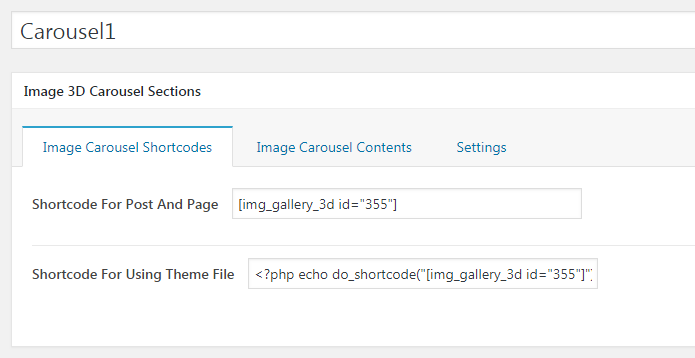 Carousel1
Image 3D Carousel Sections
Image Carousel Shortcodes Image Carousel Contents Settings
Shortcode For Post And Page [img_gallery_3d id="355"]
Shortcode For Using Theme File <?php echo do_shortcode("[img_gallery_3d id="355"]"